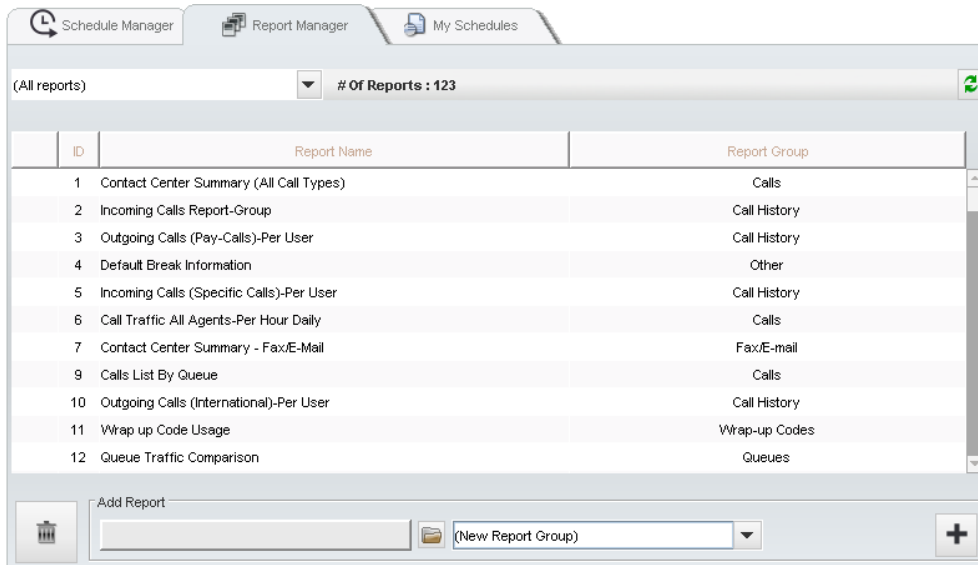 Schedule Manager Report Manager My Schedules
(All reports) # Of Reports : 123
ID Report Name Report Group
1 Contact Center Summary (All Call Types) Calls
2 Incoming Calls Report-Group Call History
3 Outgoing Calls (Pay-Calls)-Per User Call History
4 Default Break Information Other
5 Incoming Calls (Specific Calls)-Per User Call History
6 Call Traffic All Agents-Per Hour Daily Calls
7 Contact Center Summary - Fax/E-Mail Fax/E-mail
9 Calls List By Queue Calls
10 Outgoing Calls (International)-Per User Call History
11 Wrap up Code Usage Wrap-up Codes
12 Queue Traffic Comparison Queues
Add Report
(New Report Group)